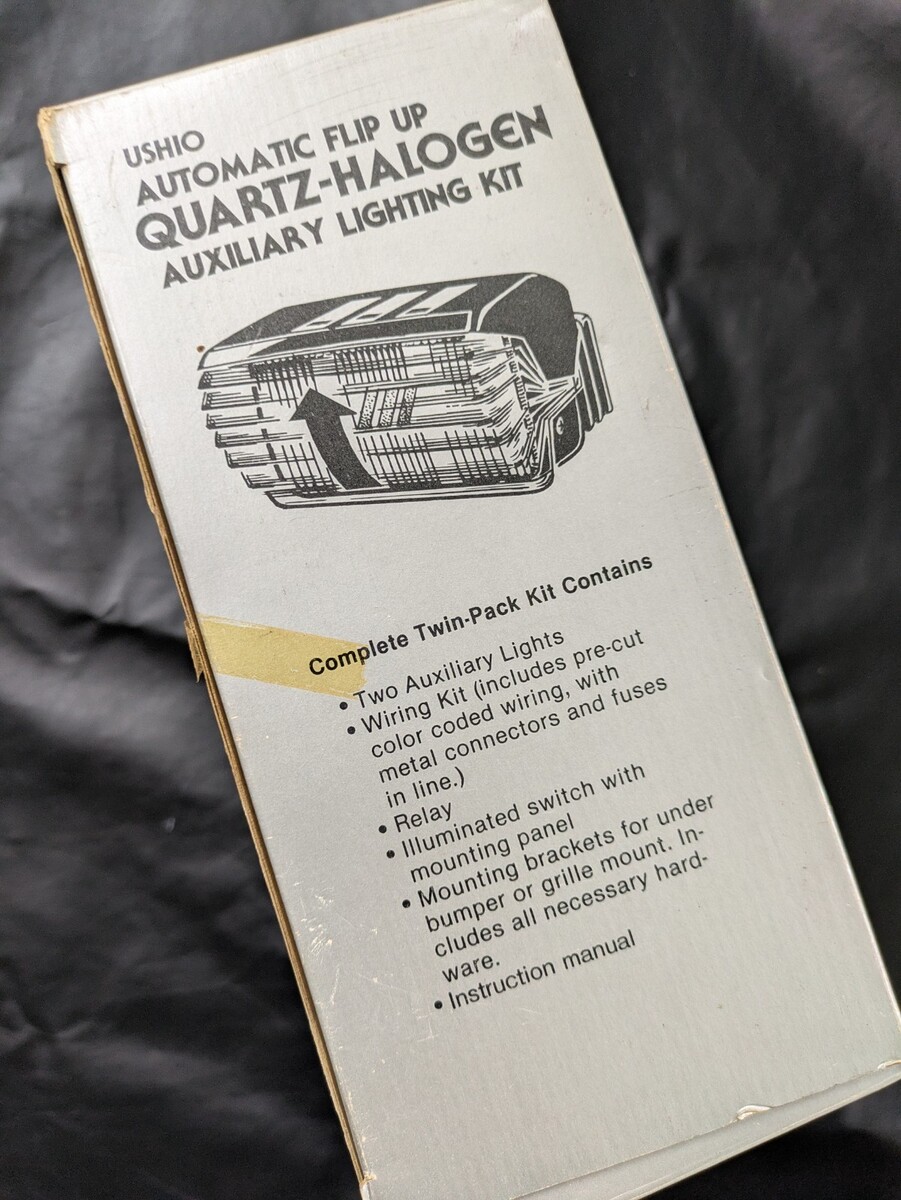 USHIO
AUTOMATIC FLIP UP
QUARTZ-HALOGEN
AUXILIARY LIGHTING KIT
Complete Twin-Pack Kit Contains
• Two Auxiliary Lights
• Wiring Kit (includes pre-cut
color coded wiring, with
metal connectors and fuses
in line.)
• Relay
• Illuminated switch with
mounting panel
• Mounting brackets for under
bumper or grille mount. In-
cludes all necessary hard-
ware.
• Instruction manual